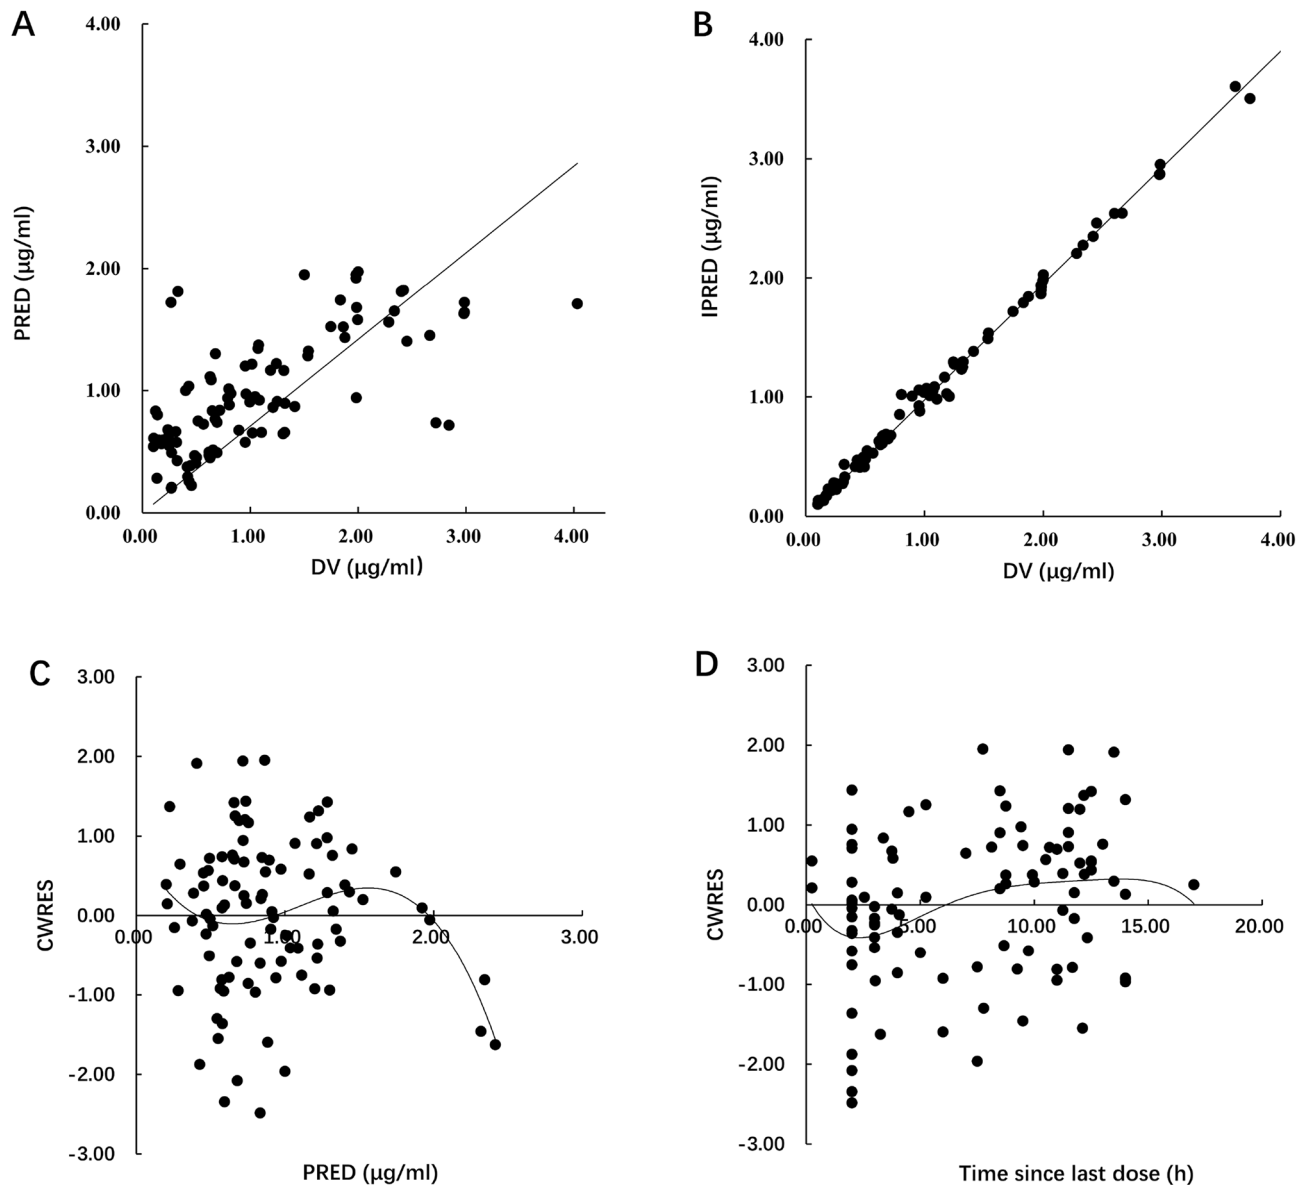 A
4.00
3.00
2.00
1.00
0.00
PRED (µg/ml)
0.00 1.00 2.00 3.00 4.00
DV (µg/ml)
B
4.00
3.00
2.00
1.00
0.00
IPRED (µg/ml)
0.00 1.00 2.00 3.00 4.00
DV (µg/ml)
C
3.00
2.00
1.00
0.00
-1.00
-2.00
-3.00
CWRES
0.00 1.00 2.00 3.00
PRED (µg/ml)
D
3.00
2.00
1.00
0.00
-1.00
-2.00
-3.00
CWRES
0.00 5.00 10.00 15.00 20.00
Time since last dose (h)